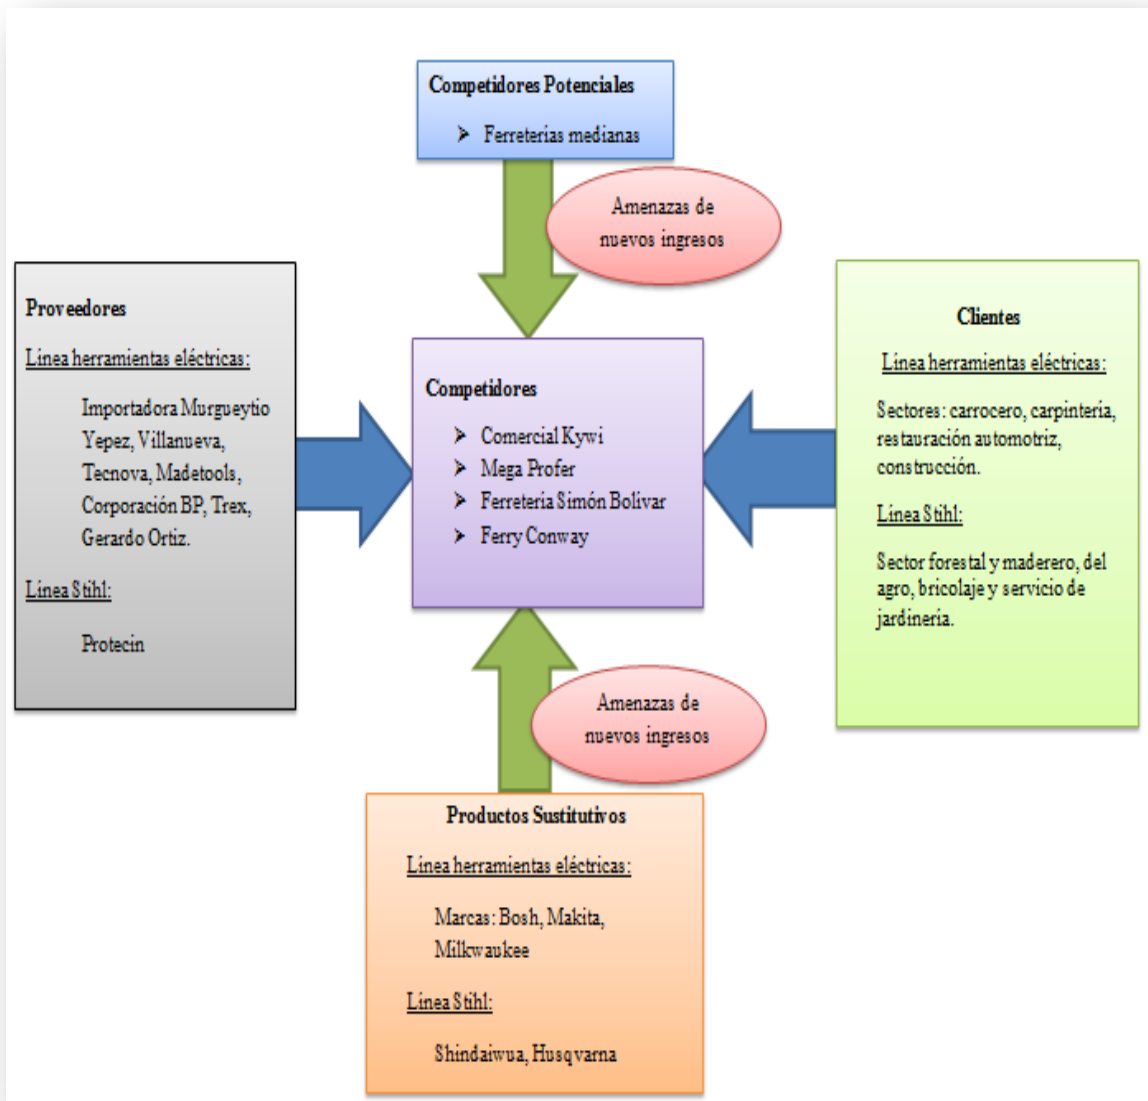 Competidores Potenciales
➢ Ferreterias medianas
Amenazas de
nuevos ingresos
Proveedores
Línea herramientas eléctricas:
Importadora Murgueytio
Yepez, Villanueva,
Tecnova, Madetools,
Corporación BP, Trex,
Gerardo Ortiz.
Línea Stihl:
Protecin
Competidores
➢ Comercial Kywi
➢ Mega Profer
➢ Ferreteria Simón Bolivar
➢ Ferry Conway
Clientes
Línea herramientas eléctricas:
Sectores: carrocero, carpintería,
restauración automotriz,
construcción.
Línea Stihl:
Sector forestal y maderero, del
agro, bricolaje y servicio de
jardinería.
Amenazas de
nuevos ingresos
Productos Sustitutivos
Línea herramientas eléctricas:
Marcas: Bosh, Makita,
Milkwaukee
Línea Stihl:
Shindaiwua, Husqvarna